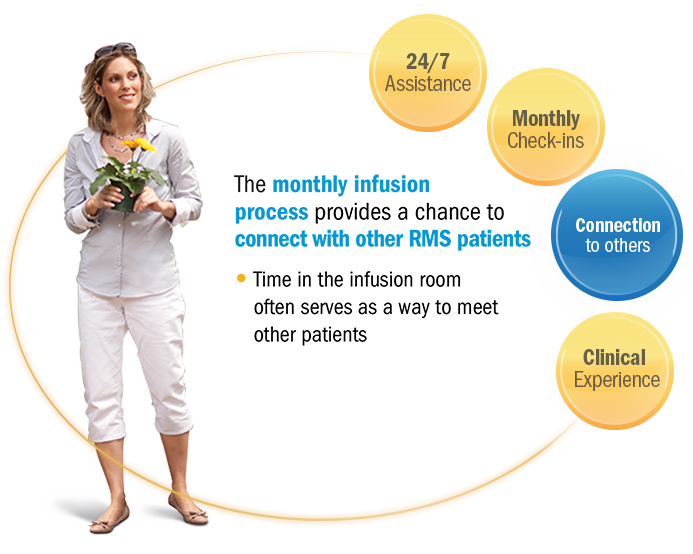 24/7
Assistance
Monthly
Check-ins
The monthly infusion
process provides a chance to
connect with other RMS patients
Connection
to others
• Time in the infusion room
often serves as a way to meet
other patients
Clinical
Experience